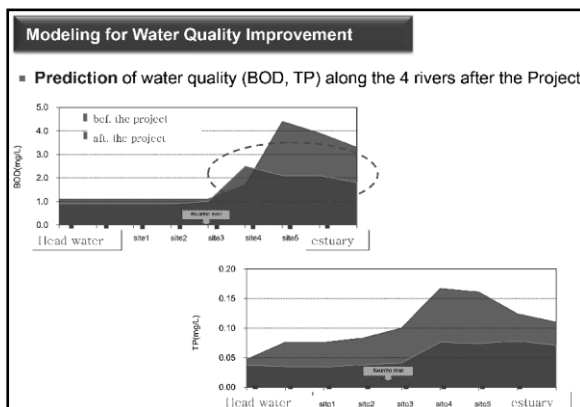 Modeling for Water Quality Improvement
Prediction of water quality (BOD, TP) along the 4 rivers after the Project
5.0
bef. the project
4.0
aft. the project
3.0
BOD(mg/L)
2.0
1.0
0.0
Head water
site1
site2
site3
site4
site5
estuary
0.20
0.15
TP(mg/L)
0.10
0.05
0.00
Head water
site1
site2
site3
site4
site5
estuary